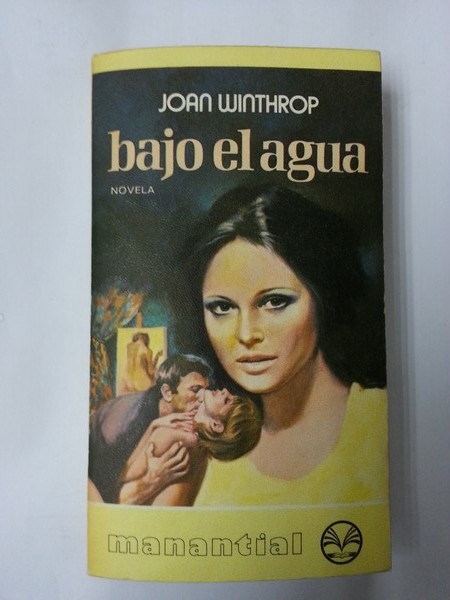 JOAN WINTHROP
bajo el agua
NOVELA
manantial